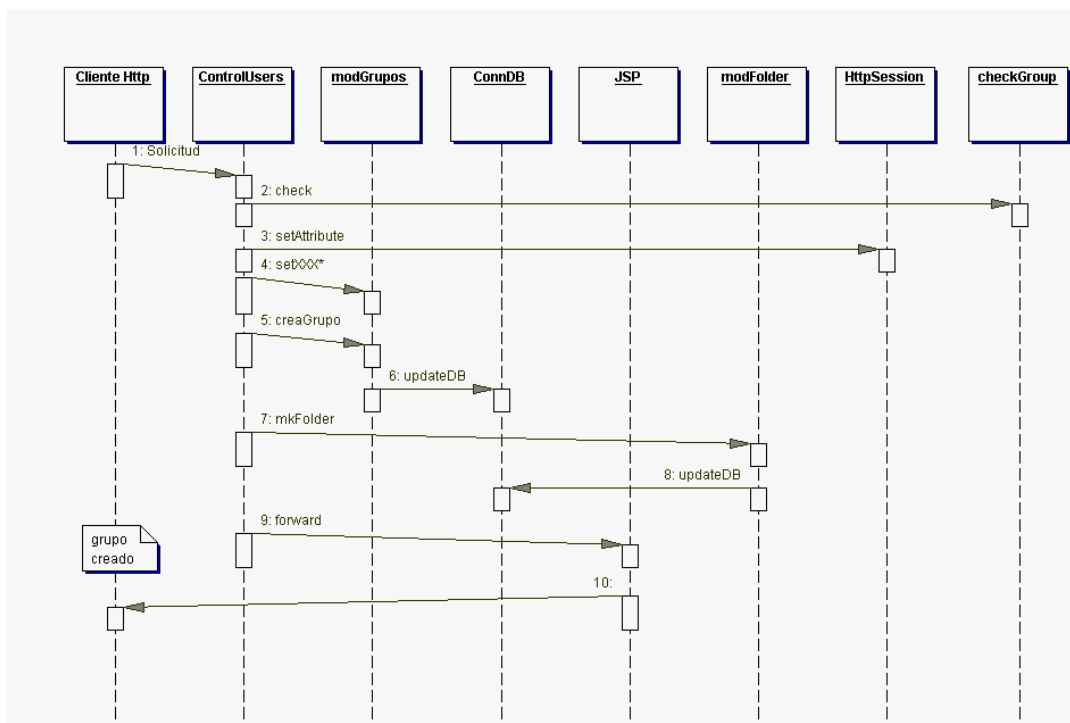 Cliente Http
ControlUsers
modGrupos
ConnDB
JSP
modFolder
HttpSession
checkGroup
1: Solicitud
2: check
3: setAttribute
4: setXXX*
5: creaGrupo
6: updateDB
7: mkFolder
8: updateDB
9: forward
grupo
creado
10: